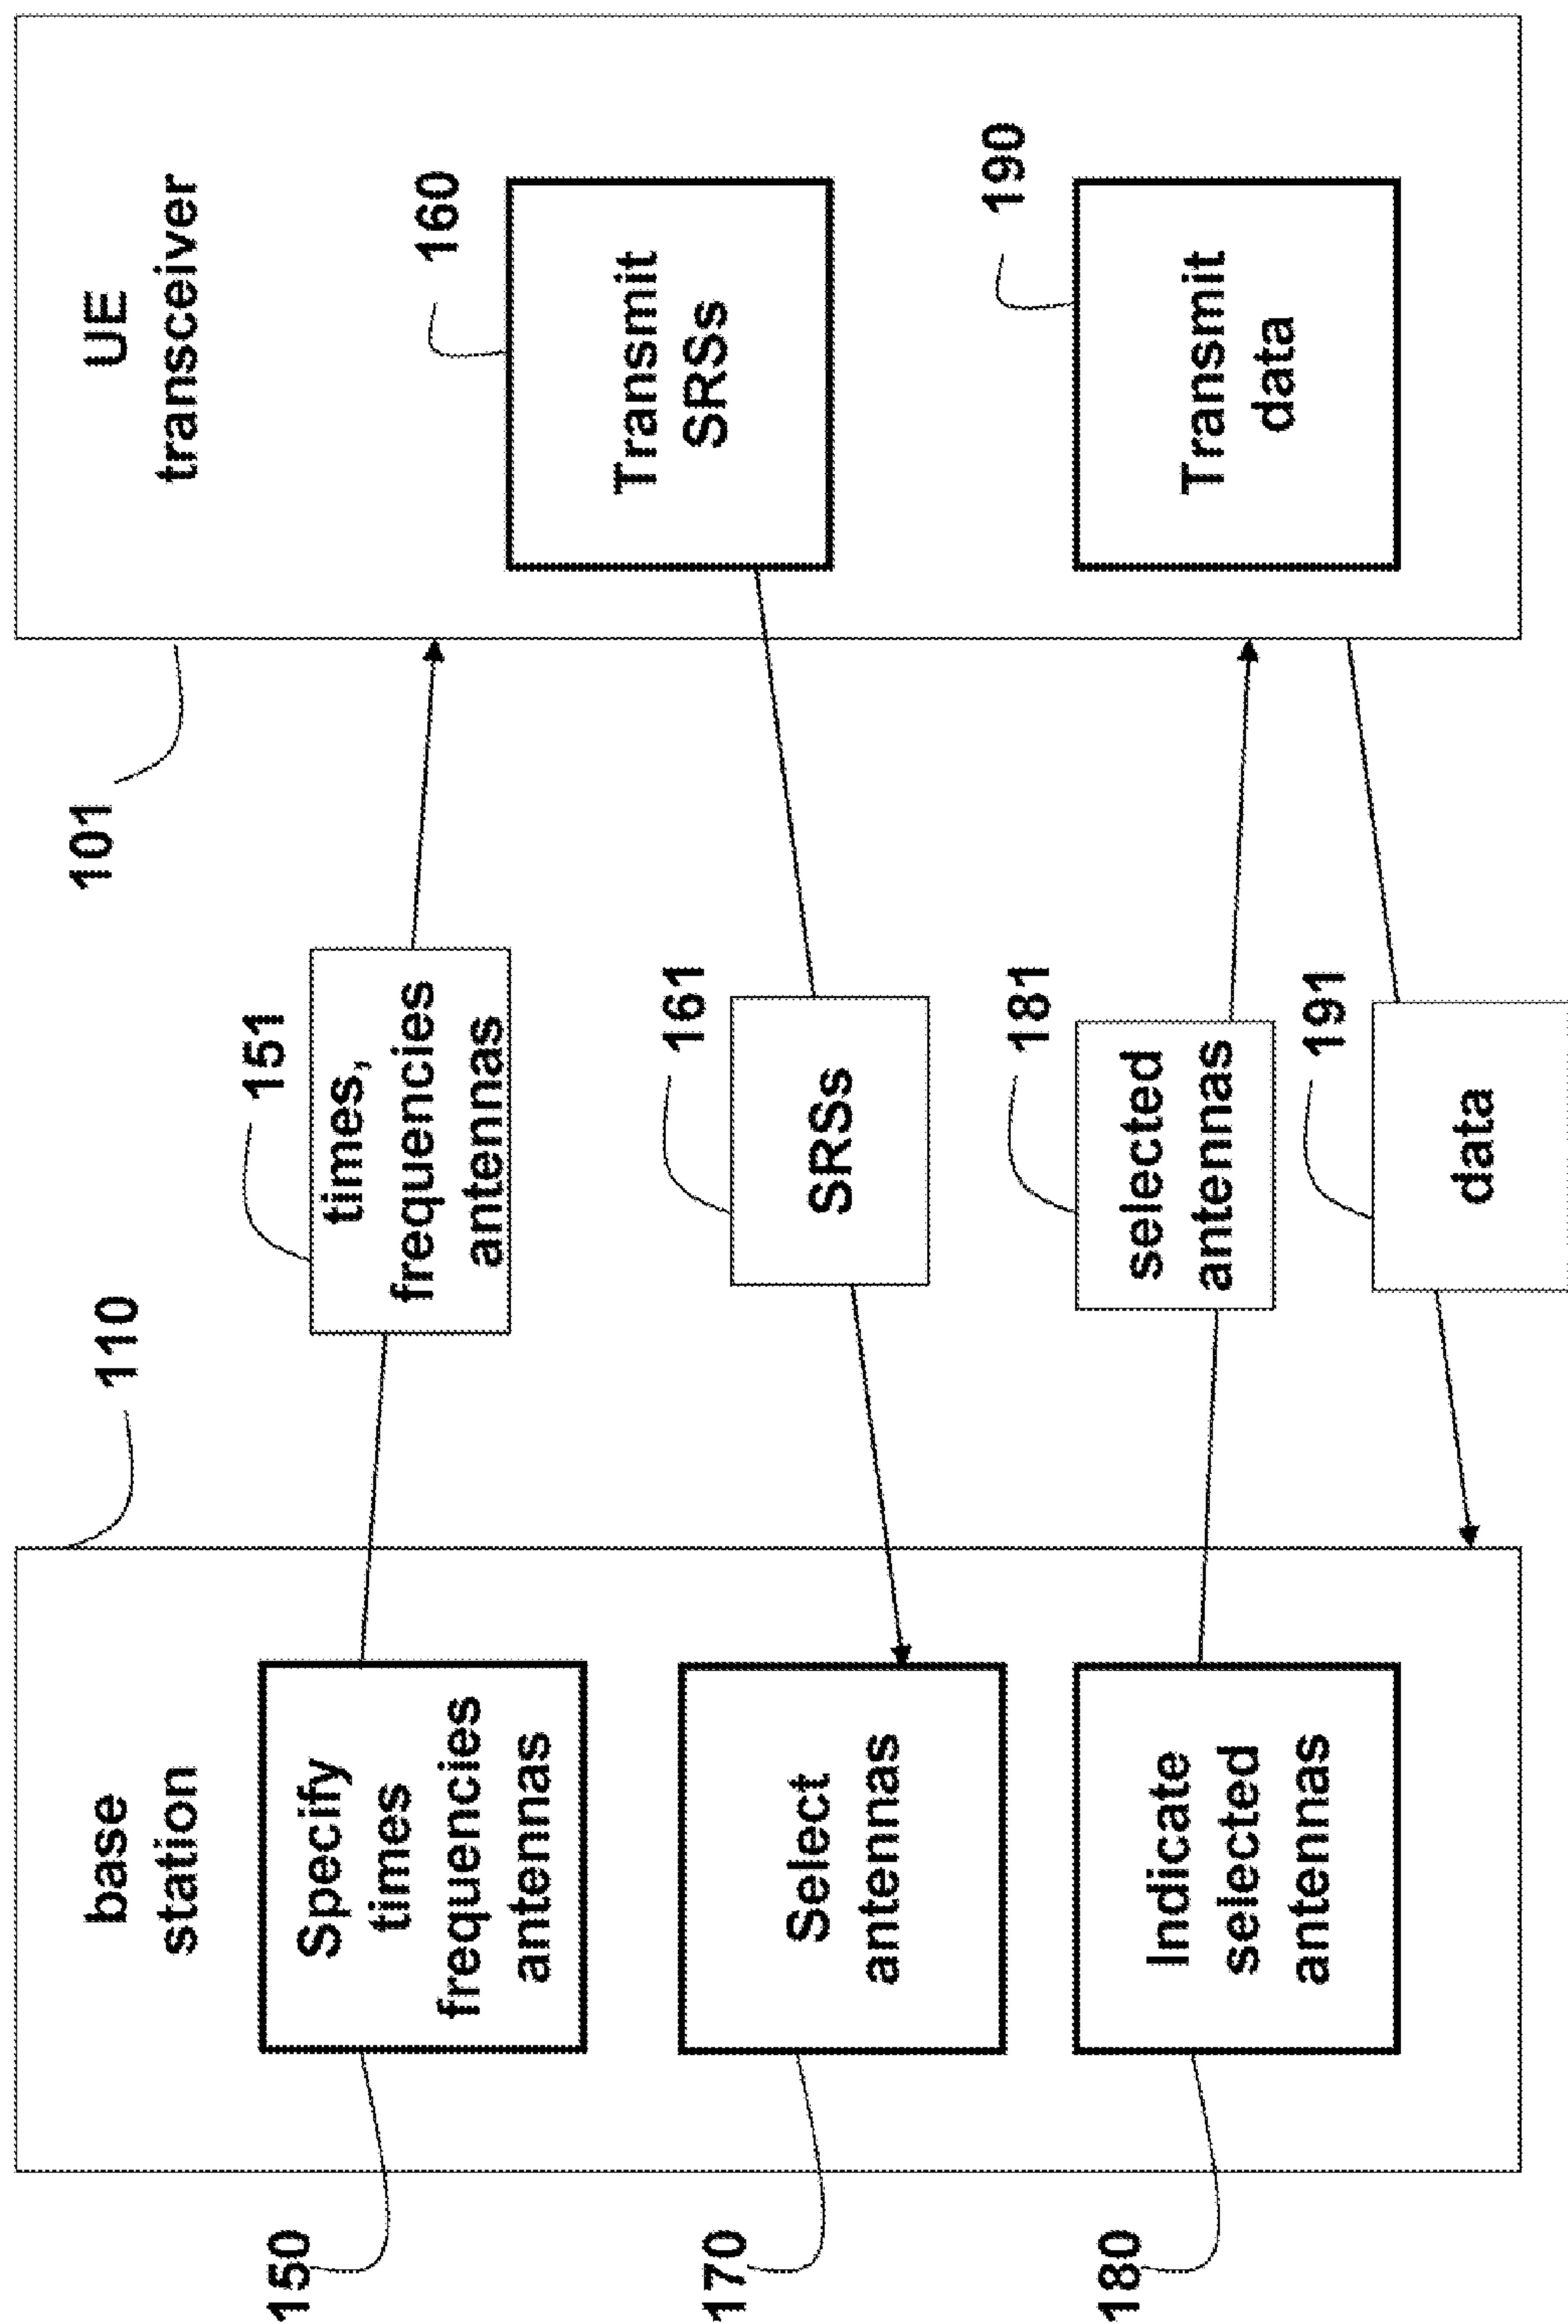 base
station
110
101
UE
transceiver
150
Specify
times
frequencies
antennas
151
times,
frequencies
antennas
160
Transmit
SRSs
161
SRSs
170
Select
antennas
180
Indicate
selected
antennas
181
selected
antennas
190
Transmit
data
191
data